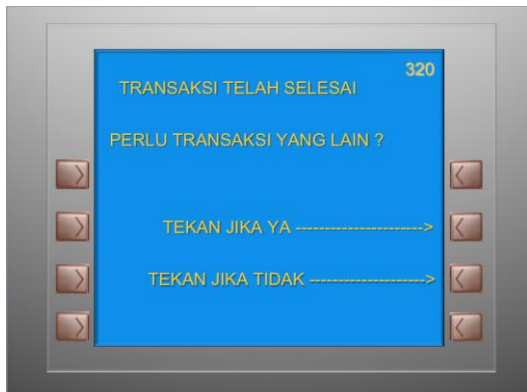 320
TRANSAKSI TELAH SELESAI
PERLU TRANSAKSI YANG LAIN ?
TEKAN JIKA YA ---------------------->
TEKAN JIKA TIDAK -------------------->